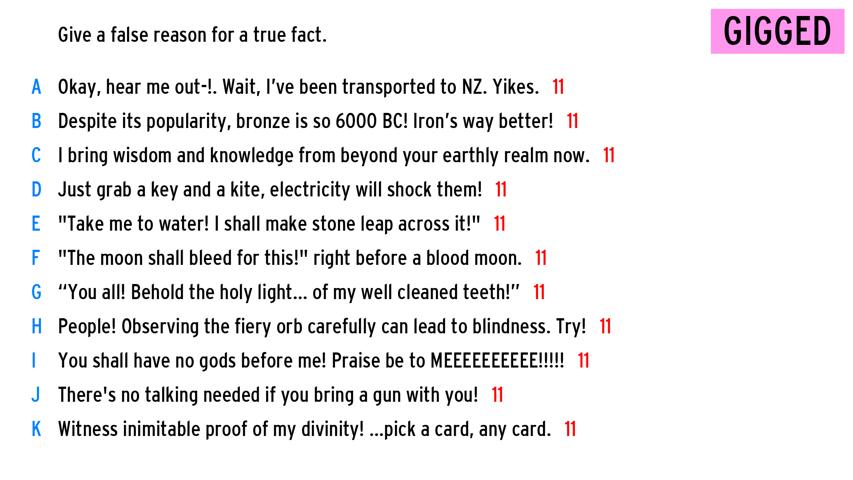 Give a false reason for a true fact.
GIGGED
A Okay, hear me out-!. Wait, I've been transported to NZ. Yikes. 11
B Despite its popularity, bronze is so 6000 BC! Iron's way better! 11
C I bring wisdom and knowledge from beyond your earthly realm now. 11
D Just grab a key and a kite, electricity will shock them! 11
E "Take me to water! I shall make stone leap across it!" 11
F "The moon shall bleed for this!" right before a blood moon. 11
G “You all! Behold the holy light... of my well cleaned teeth!” 11
H People! Observing the fiery orb carefully can lead to blindness. Try! 11
I You shall have no gods before me! Praise be to MEEEEEEEEEE!!!!! 11
J There's no talking needed if you bring a gun with you! 11
K Witness inimitable proof of my divinity! ...pick a card, any card. 11